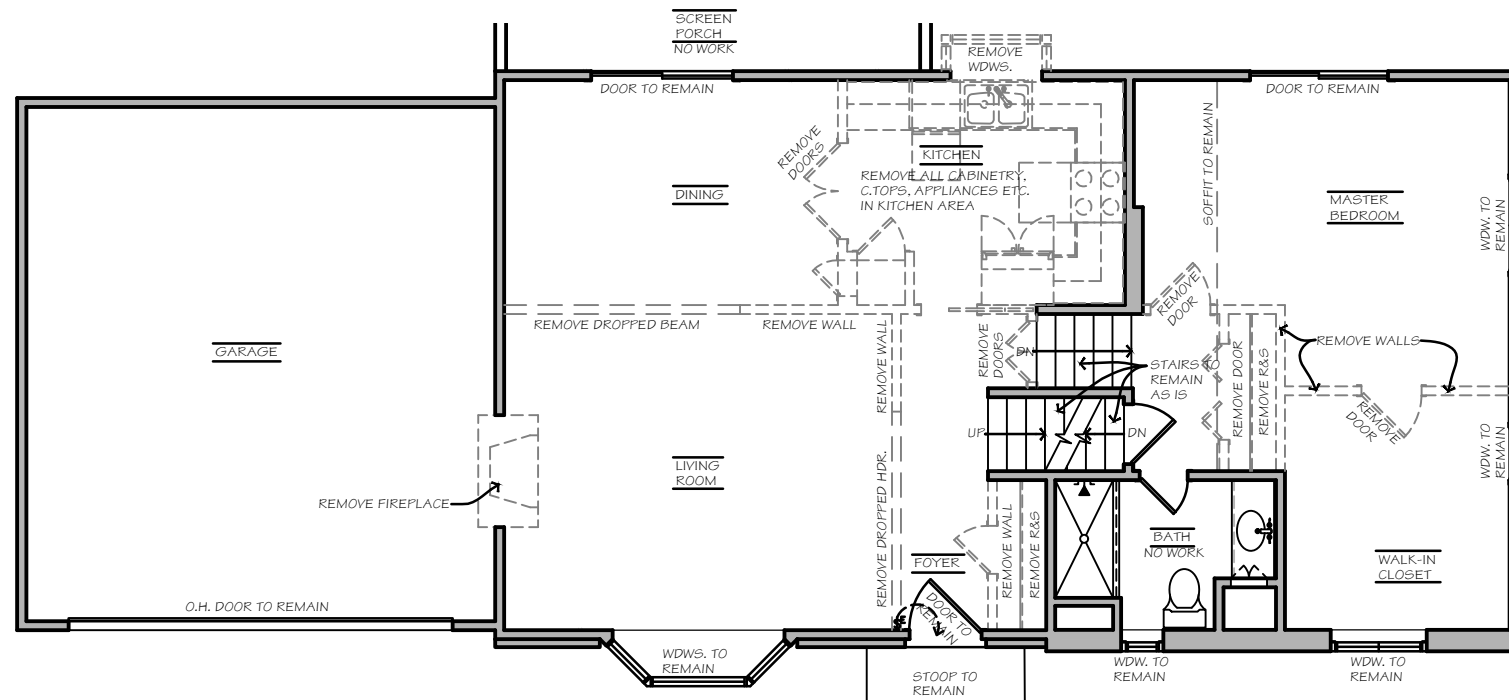 SCREEN
PORCH
NO WORK
REMOVE
WDWS.
DOOR TO REMAIN
DOOR TO REMAIN
REMOVE
DOORS
KITCHEN
REMOVE ALL CABINETRY,
C.TOPS, APPLIANCES ETC.
IN KITCHEN AREA
DINING
SOFFIT TO REMAIN
MASTER
BEDROOM
WDW. TO
REMAIN
REMOVE
DOOR
REMOVE DROPPED BEAM
REMOVE WALL
GARAGE
REMOVE WALL
REMOVE
DOORS
DN
STAIRS TO
REMAIN
AS IS
REMOVE DOOR
REMOVE R&S
REMOVE WALLS
REMOVE
DOOR
UP
DN
WDW. TO
REMAIN
LIVING
ROOM
REMOVE FIREPLACE
REMOVE DROPPED HDR.
REMOVE WALL
REMOVE R&S
BATH
NO WORK
FOYER
WALK-IN
CLOSET
O.H. DOOR TO REMAIN
DOOR TO
REMAIN
WDWS. TO
REMAIN
STOOP TO
REMAIN
WDW. TO
REMAIN
WDW. TO
REMAIN